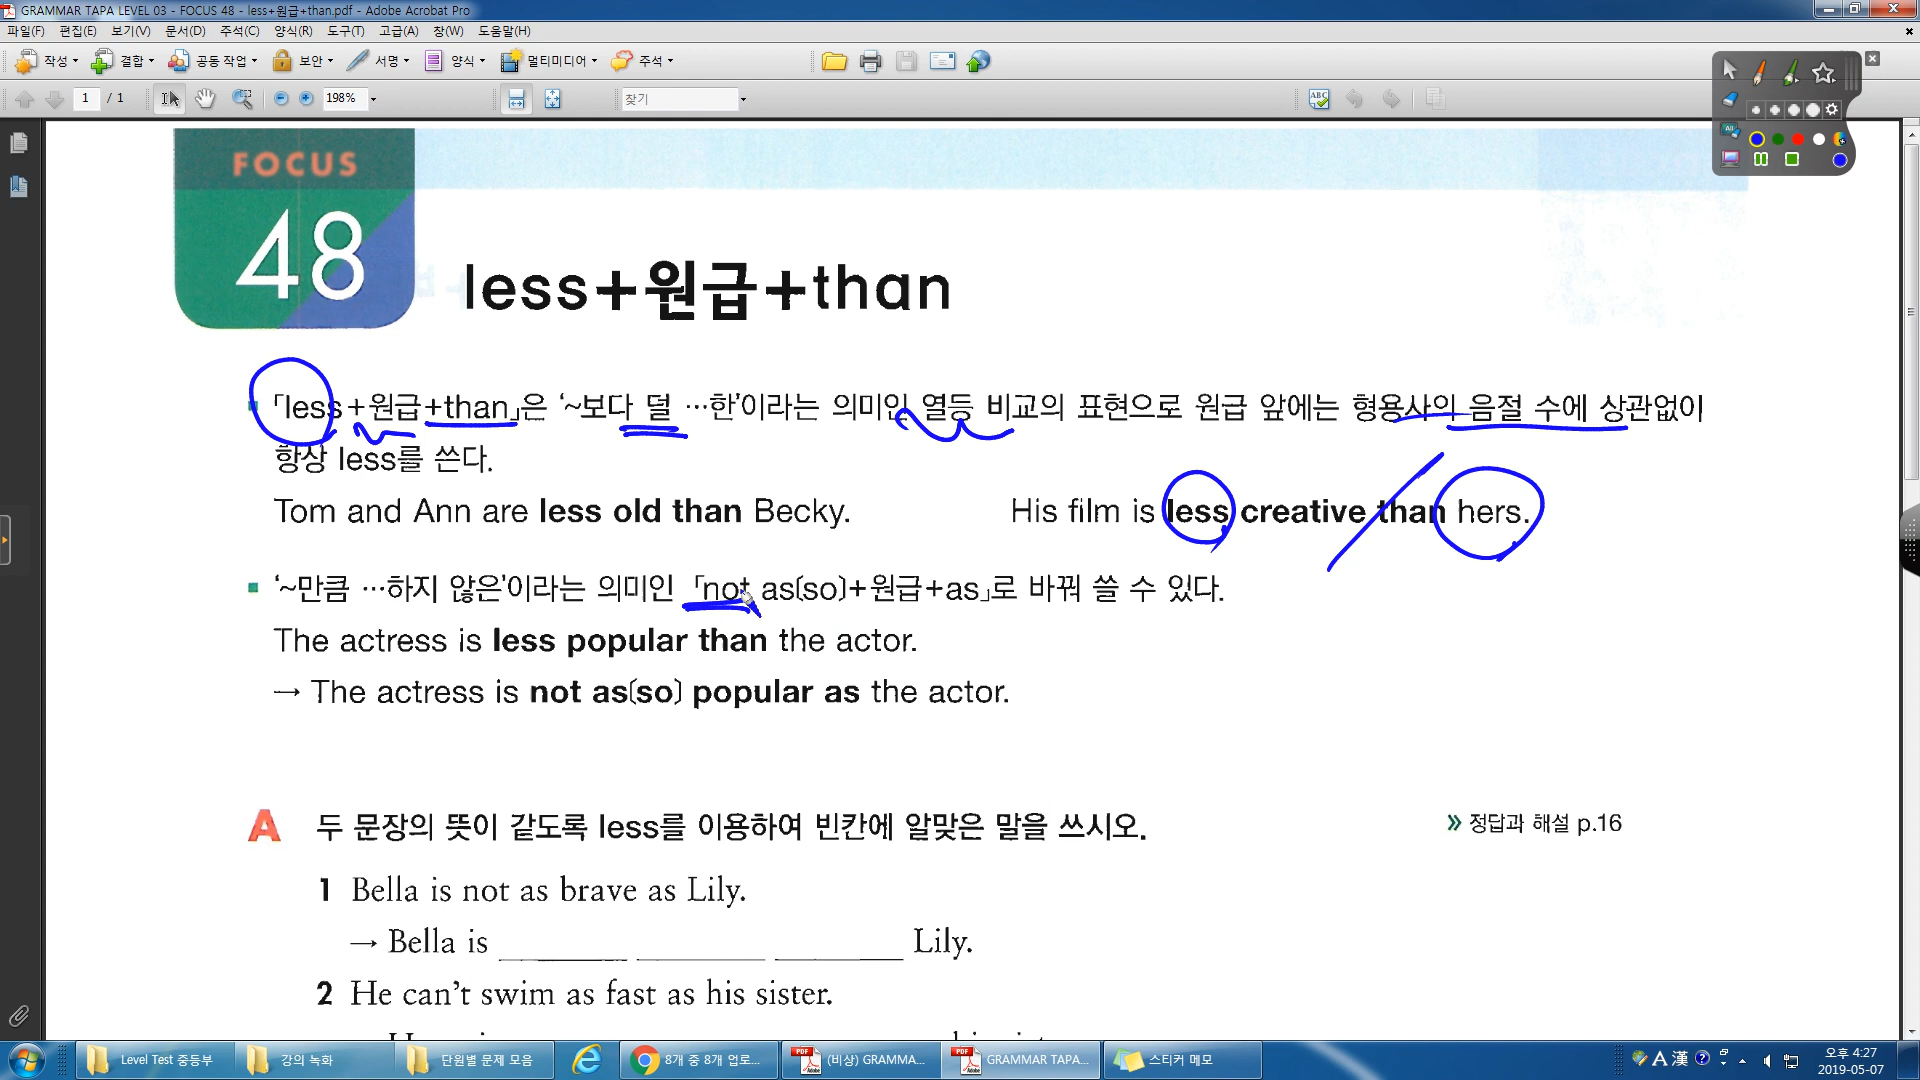 GRAMMAR TAPA LEVEL 03 - FOCUS 48 - less+원급+than.pdf - Adobe Acrobat Pro
파일(F) 편집(E) 보기(V) 문서(D) 주석(C) 양식(R) 도구(T) 고급(A) 창(W) 도움말(H)
작성 결합 공동 작업 보안 서명 양식 멀티미디어 주석
1 / 1 198% 찾기
FOCUS
48
less+원급+than
「less+원급+than」은 ‘~보다 덜 …한’이라는 의미인 열등 비교의 표현으로 원급 앞에는 형용사의 음절 수에 상관없이
항상 less를 쓴다.
Tom and Ann are less old than Becky. His film is less creative than hers.
‘~만큼 …하지 않은’이라는 의미인 「not as(so)+원급+as」로 바꿔 쓸 수 있다.
The actress is less popular than the actor.
→ The actress is not as(so) popular as the actor.
A 두 문장의 뜻이 같도록 less를 이용하여 빈칸에 알맞은 말을 쓰시오.
» 정답과 해설 p.16
1 Bella is not as brave as Lily.
→ Bella is ______ ______ ______ Lily.
2 He can't swim as fast as his sister.
Level Test 중등부 강의 녹화 단원별 문제 모음 8개 중 8개 업로... (비상) GRAMMA... GRAMMAR TAPA... 스티커 메모
A 漢
오후 4:27
2019-05-07